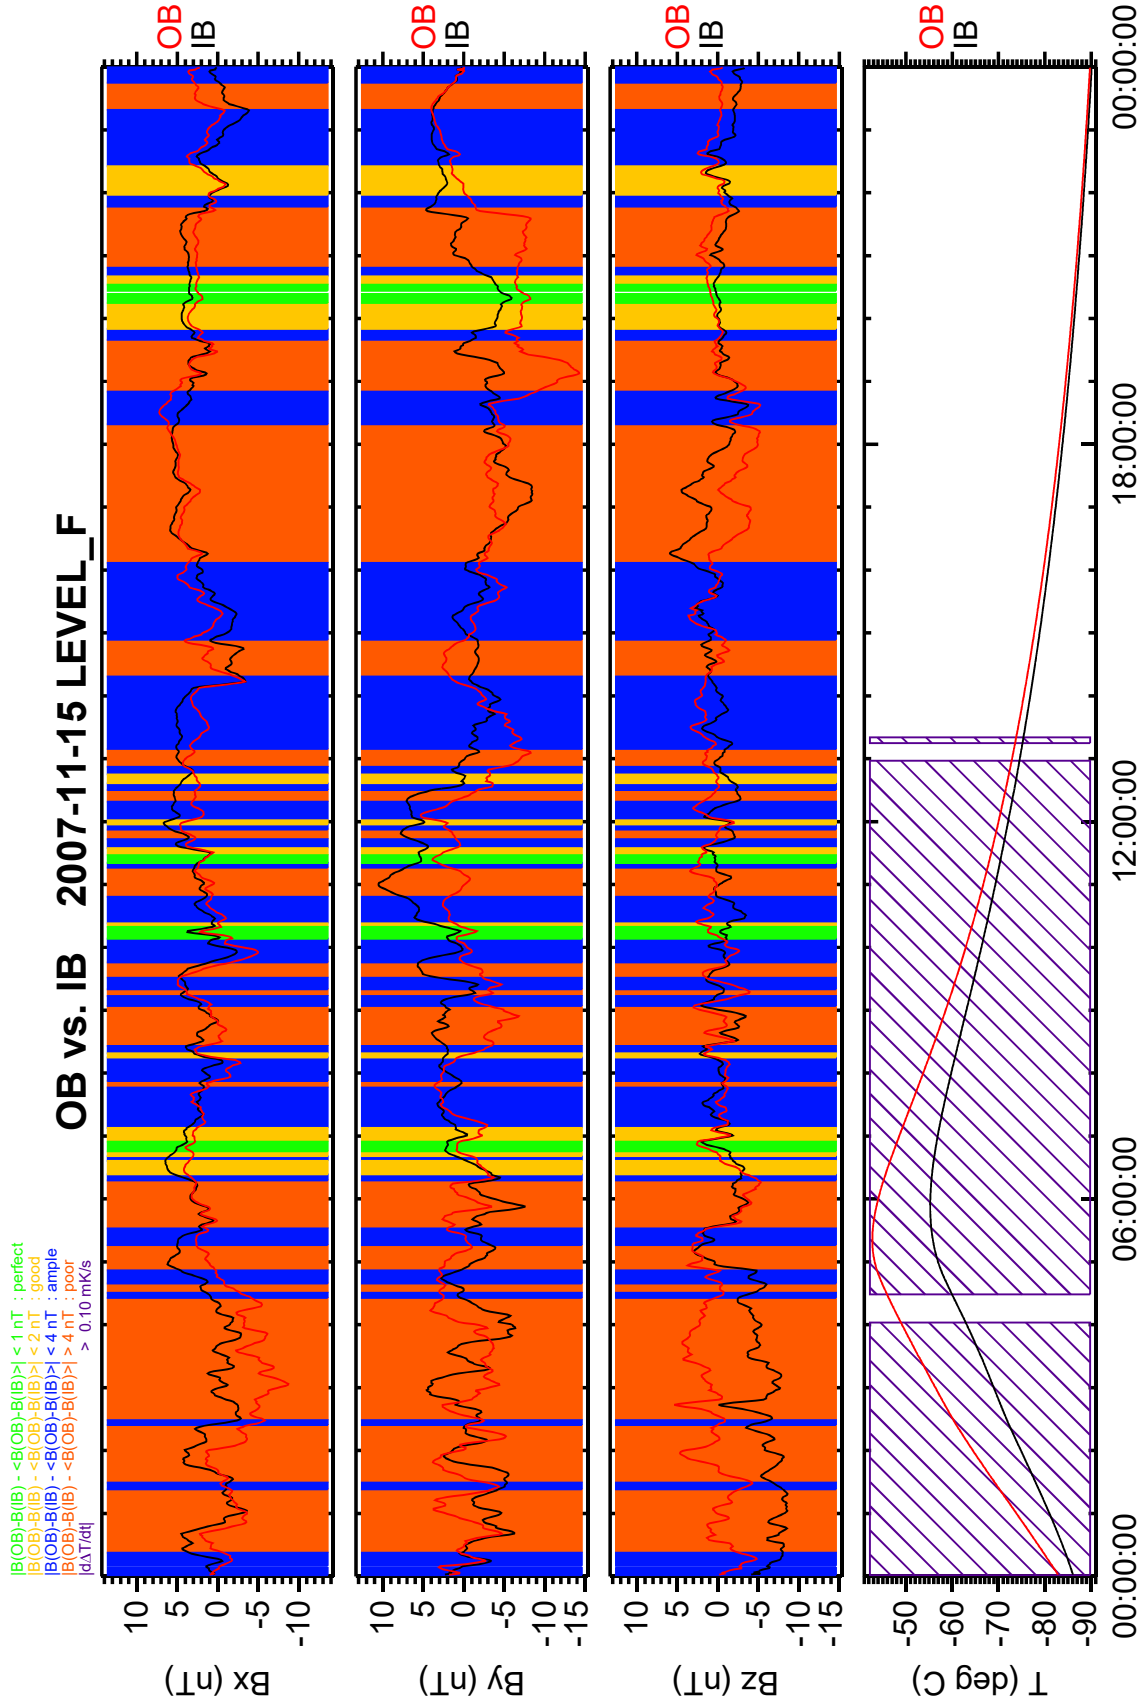 |B(OB)-B(IB) - <B(OB)-B(IB)>| < 1 nT : perfect
|B(OB)-B(IB) - <B(OB)-B(IB)>| < 2 nT : good
|B(OB)-B(IB) - <B(OB)-B(IB)>| < 4 nT : ample
|B(OB)-B(IB) - <B(OB)-B(IB)>| > 4 nT : poor
|dΔT/dt| > 0.10 mK/s
OB vs. IB 2007-11-15 LEVEL_F
Bx (nT)
10
5
0
-5
-10
OB
IB
By (nT)
10
5
0
-5
-10
-15
OB
IB
Bz (nT)
10
5
0
-5
-10
-15
OB
IB
T (deg C)
-50
-60
-70
-80
-90
OB
IB
00:00:00
06:00:00
12:00:00
18:00:00
00:00:00